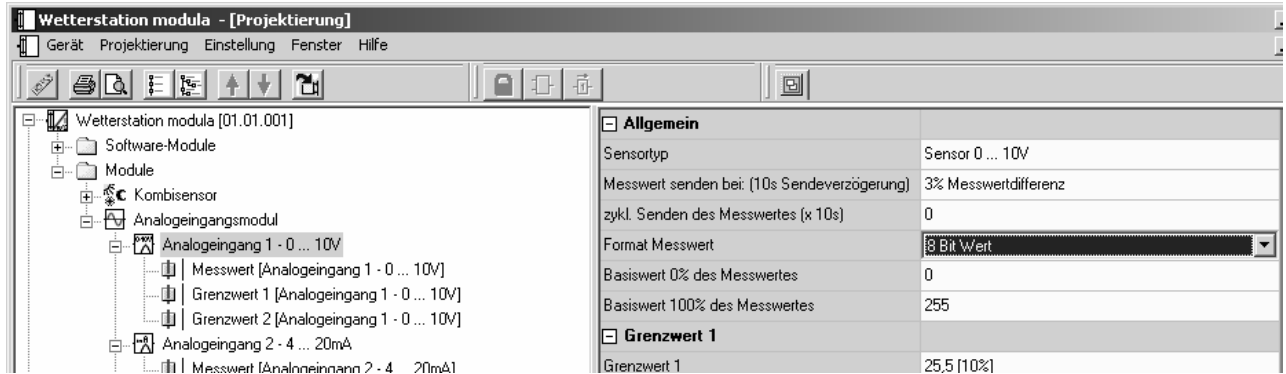 Wetterstation modula - [Projektierung]
Gerät Projektierung Einstellung Fenster Hilfe
Wetterstation modula [01.01.001]
Software-Module
Module
Kombisensor
Analogeingangsmodul
Analogeingang 1 - 0 ... 10V
Messwert [Analogeingang 1 - 0 ... 10V]
Grenzwert 1 [Analogeingang 1 - 0 ... 10V]
Grenzwert 2 [Analogeingang 1 - 0 ... 10V]
Analogeingang 2 - 4 ... 20mA
Messwert [Analogeingang 2 - 4 ... 20mA]
Allgemein
Sensortyp Sensor 0 ... 10V
Messwert senden bei: (10s Sendeverzögerung) 3% Messwertdifferenz
zykl. Senden des Messwertes (x 10s) 0
Format Messwert 8 Bit Wert
Basiswert 0% des Messwertes 0
Basiswert 100% des Messwertes 255
Grenzwert 1
Grenzwert 1 25,5 [10%]